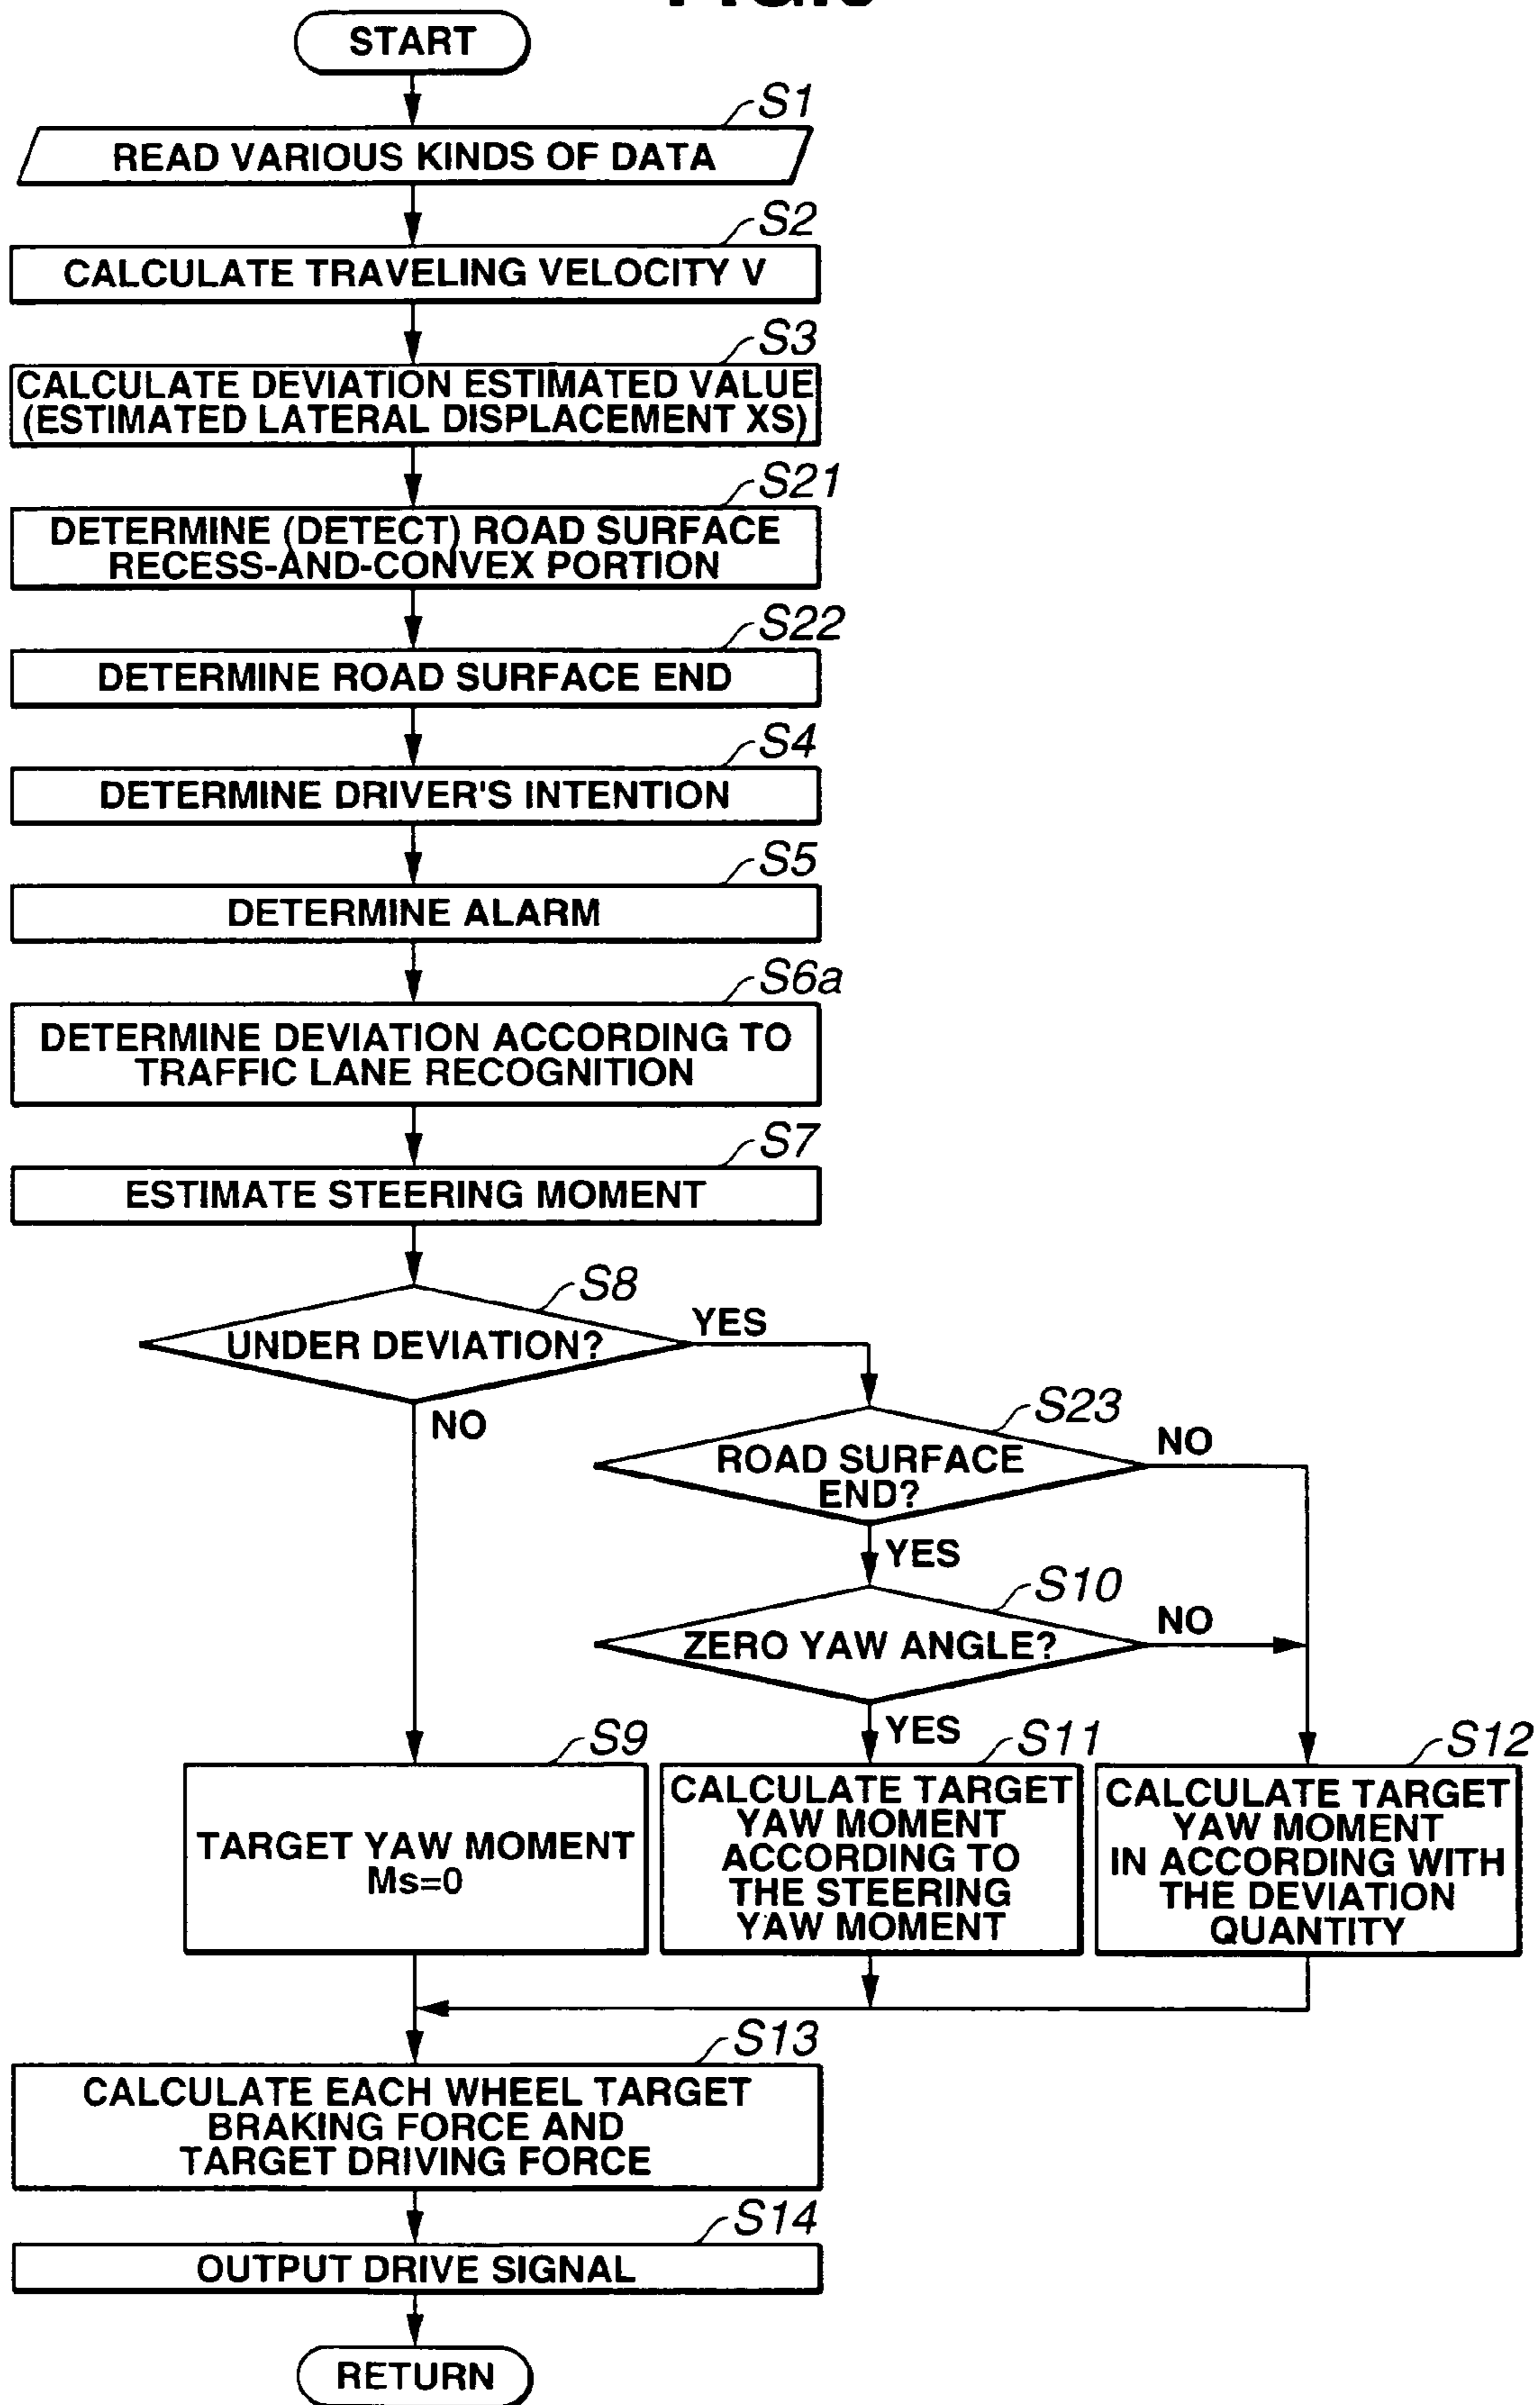 START
S1
READ VARIOUS KINDS OF DATA
S2
CALCULATE TRAVELING VELOCITY V
S3
CALCULATE DEVIATION ESTIMATED VALUE
(ESTIMATED LATERAL DISPLACEMENT XS)
S21
DETERMINE (DETECT) ROAD SURFACE
RECESS-AND-CONVEX PORTION
S22
DETERMINE ROAD SURFACE END
S4
DETERMINE DRIVER'S INTENTION
S5
DETERMINE ALARM
S6a
DETERMINE DEVIATION ACCORDING TO
TRAFFIC LANE RECOGNITION
S7
ESTIMATE STEERING MOMENT
S8
UNDER DEVIATION?
YES
NO
S23
ROAD SURFACE
END?
NO
YES
S10
ZERO YAW ANGLE?
NO
YES
S9
TARGET YAW MOMENT
Ms=0
S11
CALCULATE TARGET
YAW MOMENT
ACCORDING TO
THE STEERING
YAW MOMENT
S12
CALCULATE TARGET
YAW MOMENT
IN ACCORDING WITH
THE DEVIATION
QUANTITY
S13
CALCULATE EACH WHEEL TARGET
BRAKING FORCE AND
TARGET DRIVING FORCE
S14
OUTPUT DRIVE SIGNAL
RETURN